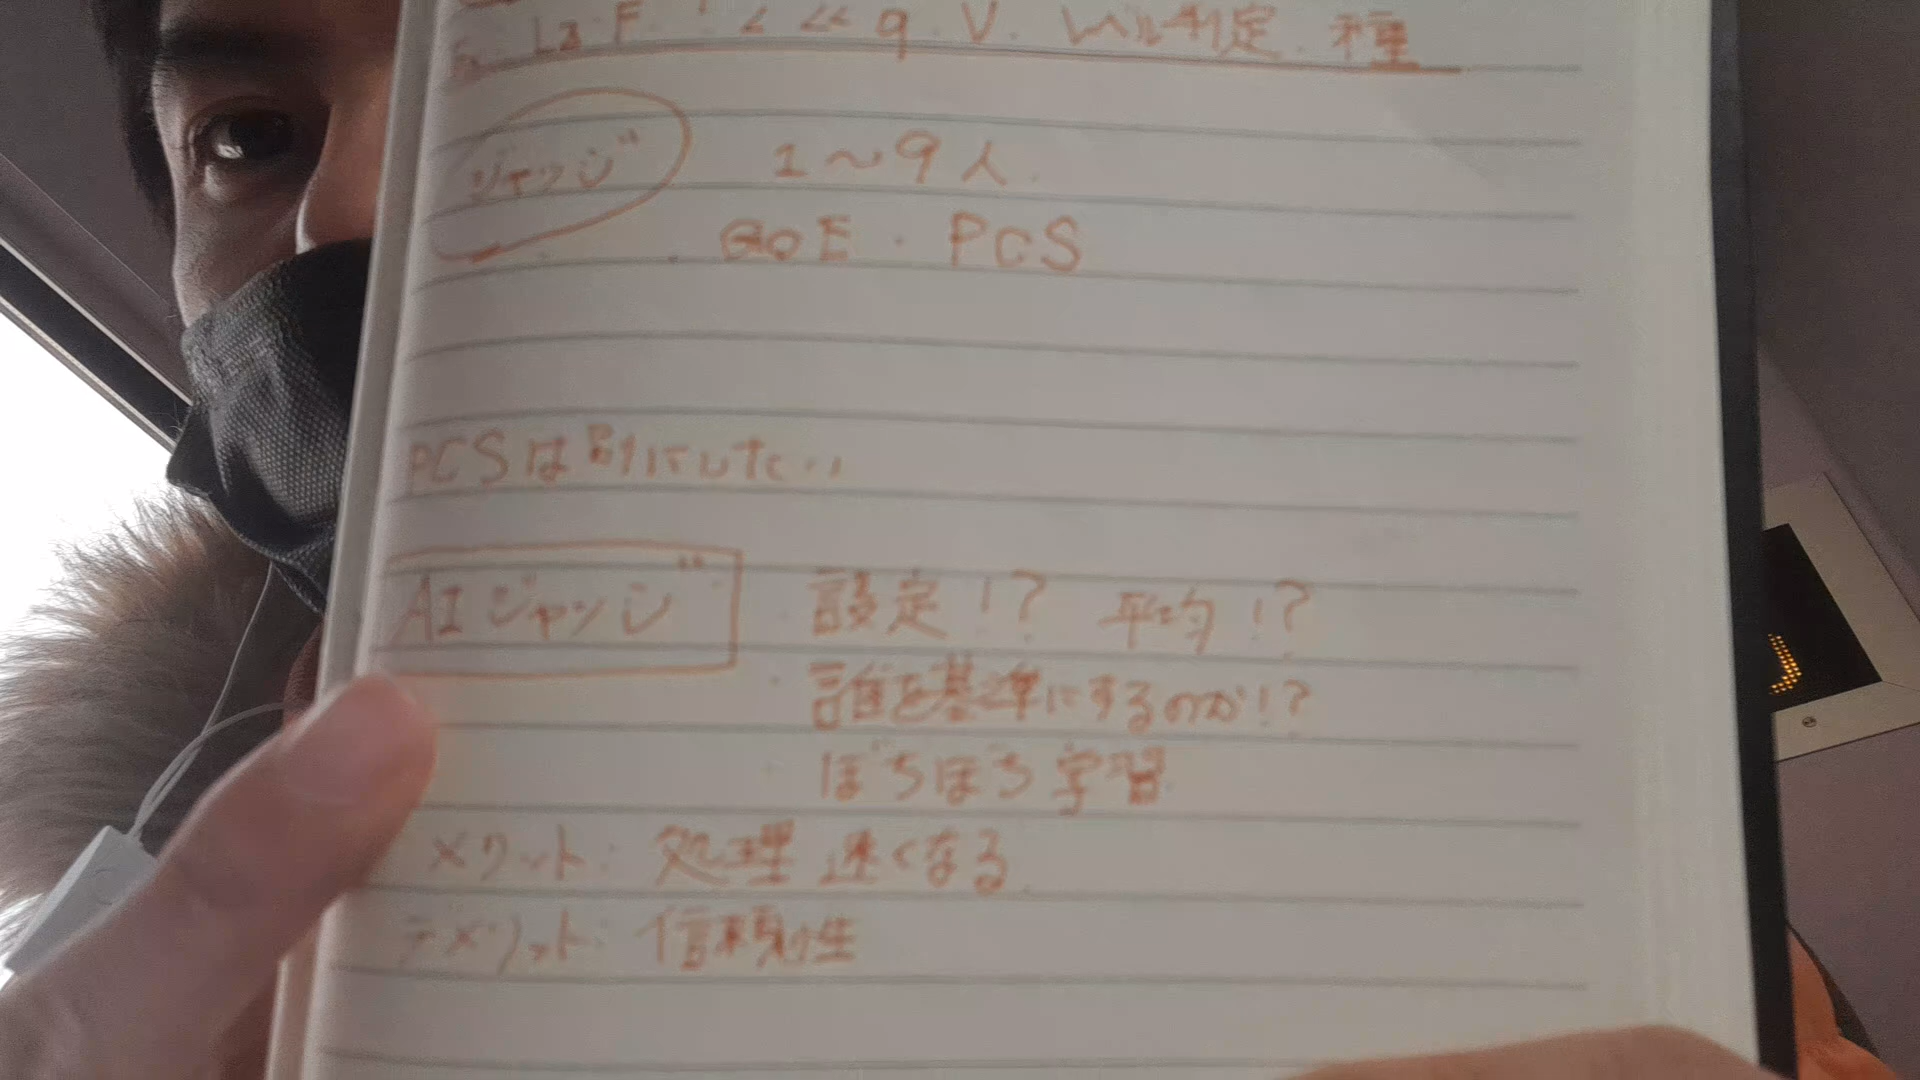 Lz. F. ! < << q. V. レベル判定. 種
ジャッジ 1〜9人.
GOE・PCS
PCSは別にしたい
AIジャッジ 設定!? 平均!?
誰を基準にするのか!?
ぼちぼち学習
メリット: 処理 速くなる
デメリット: 信頼性